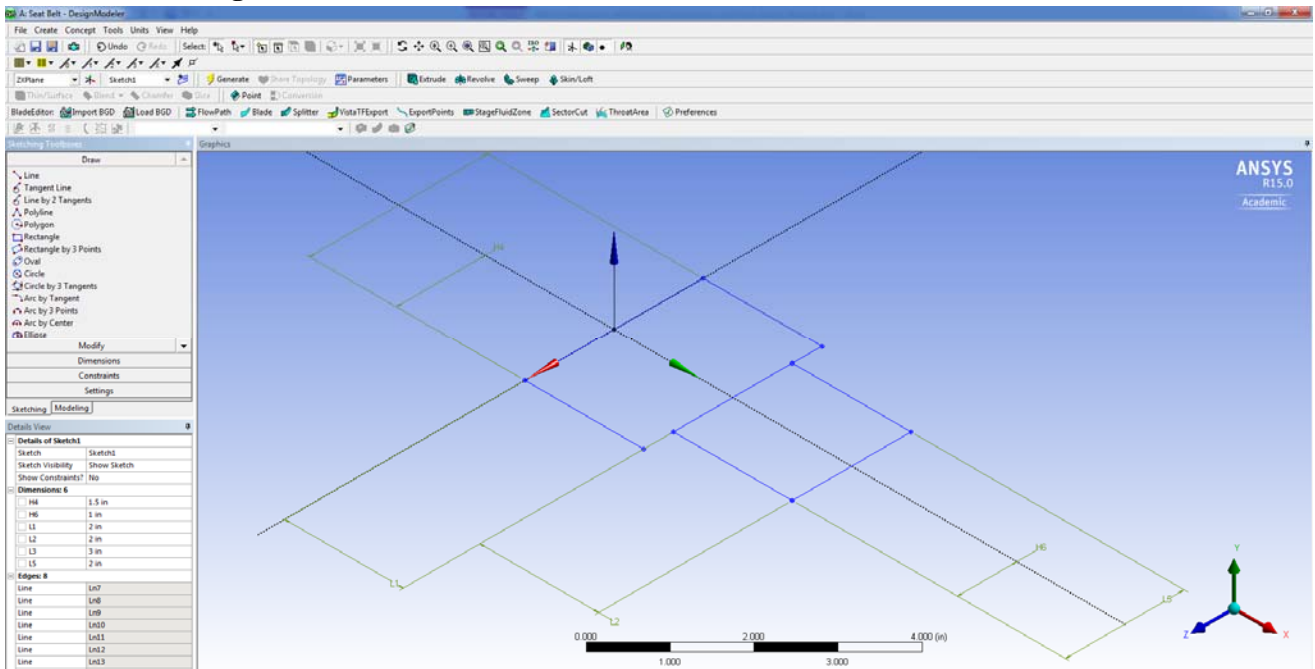 A: Seat Belt - DesignModeler
File Create Concept Tools Units View Help
Undo Redo Select:
ZXPlane Sketch1 Generate Share Topology Parameters Extrude Revolve Sweep Skin/Loft
Thin/Surface Blend Chamfer Slice Point Conversion
BladeEditor: Import BGD Load BGD FlowPath Blade Splitter VistaTFExport ExportPoints StageFluidZone SectorCut ThroatArea Preferences
Sketching Toolboxes
Graphics
Draw
Line
Tangent Line
Line by 2 Tangents
Polyline
Polygon
Rectangle
Rectangle by 3 Points
Oval
Circle
Circle by 3 Tangents
Arc by Tangent
Arc by 3 Points
Arc by Center
Ellipse
Modify
Dimensions
Constraints
Settings
Sketching Modeling
Details View
Details of Sketch1
Sketch Sketch1
Sketch Visibility Show Sketch
Show Constraints? No
Dimensions: 6
H4 1.5 in
H6 1 in
L1 2 in
L2 2 in
L3 3 in
L5 2 in
Edges: 8
Line Ln7
Line Ln8
Line Ln9
Line Ln10
Line Ln11
Line Ln12
Line Ln13
ANSYS
R15.0
Academic
H4
H6
L1
L2
L5
0.000 2.000 4.000 (in)
1.000 3.000
Y
Z X